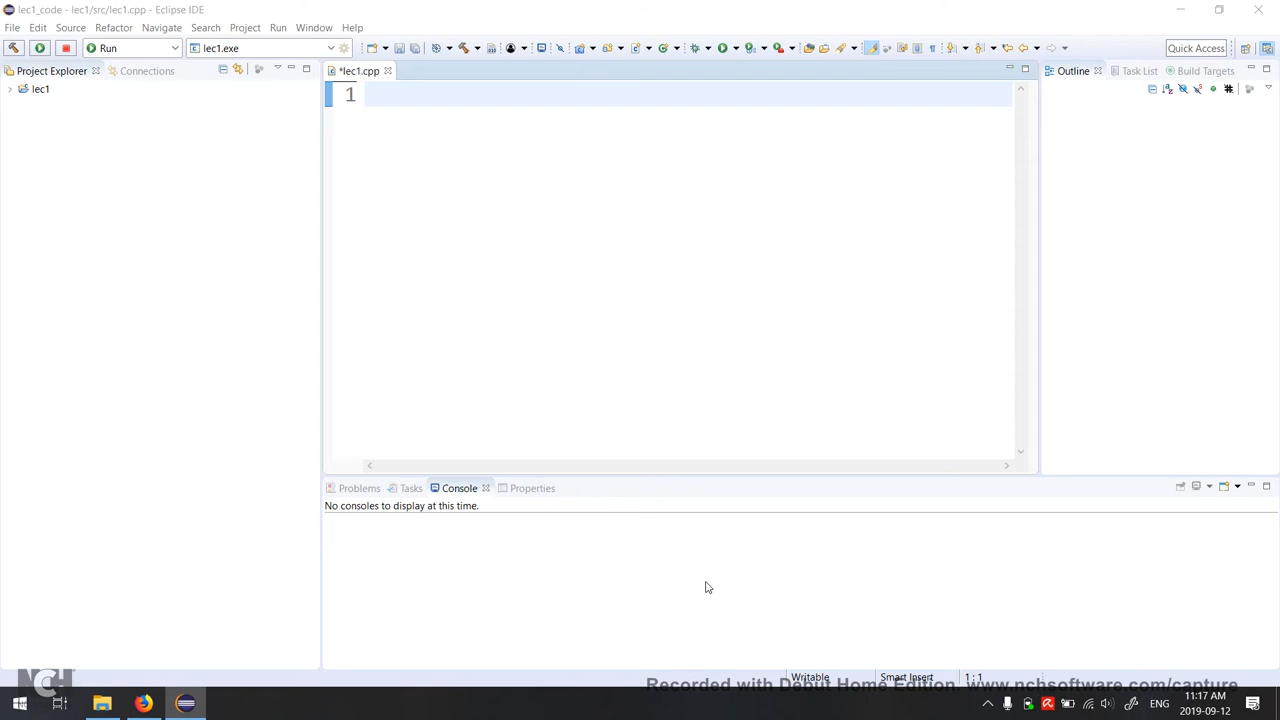 lec1_code - lec1/src/lec1.cpp - Eclipse IDE
File Edit Source Refactor Navigate Search Project Run Window Help
Run lec1.exe Quick Access
Project Explorer Connections *lec1.cpp Outline Task List Build Targets
lec1
1
Problems Tasks Console Properties
No consoles to display at this time.
Writable Smart Insert 1 : 1
NCH
Recorded with Debut Home Edition. www.nchsoftware.com/capture
11:17 AM
ENG
2019-09-12